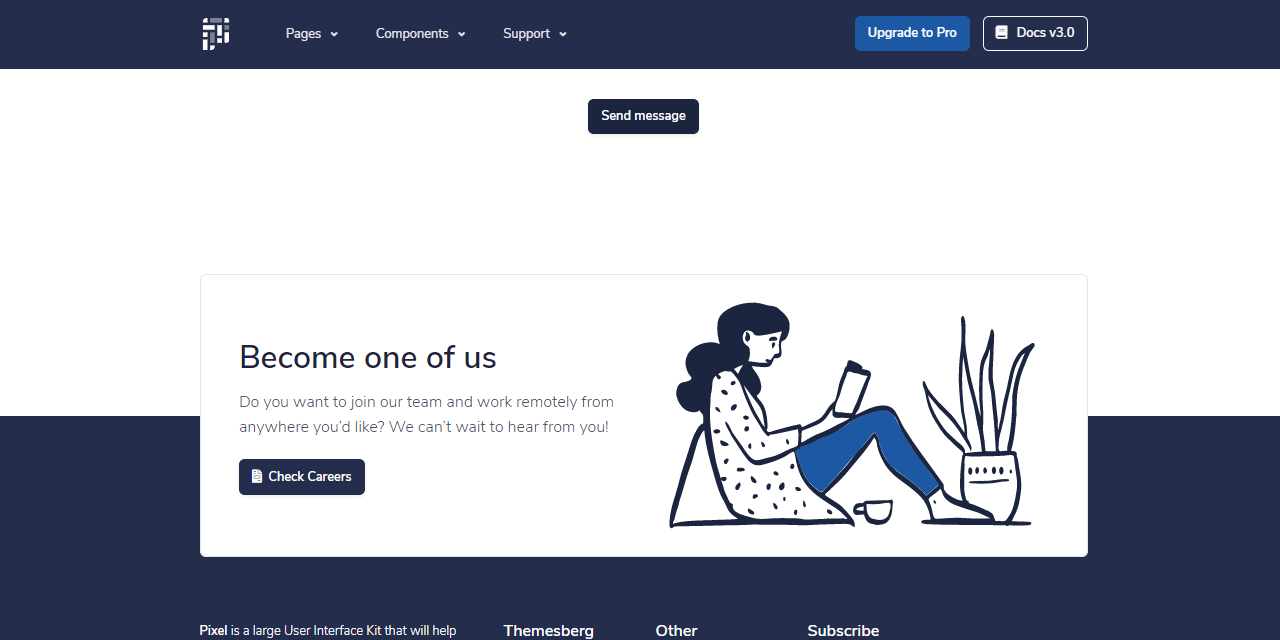 Pages
Components
Support
Upgrade to Pro
Docs v3.0
Send message
Become one of us
Do you want to join our team and work remotely from
anywhere you’d like? We can’t wait to hear from you!
Check Careers
Pixel is a large User Interface Kit that will help
Themesberg
Other
Subscribe